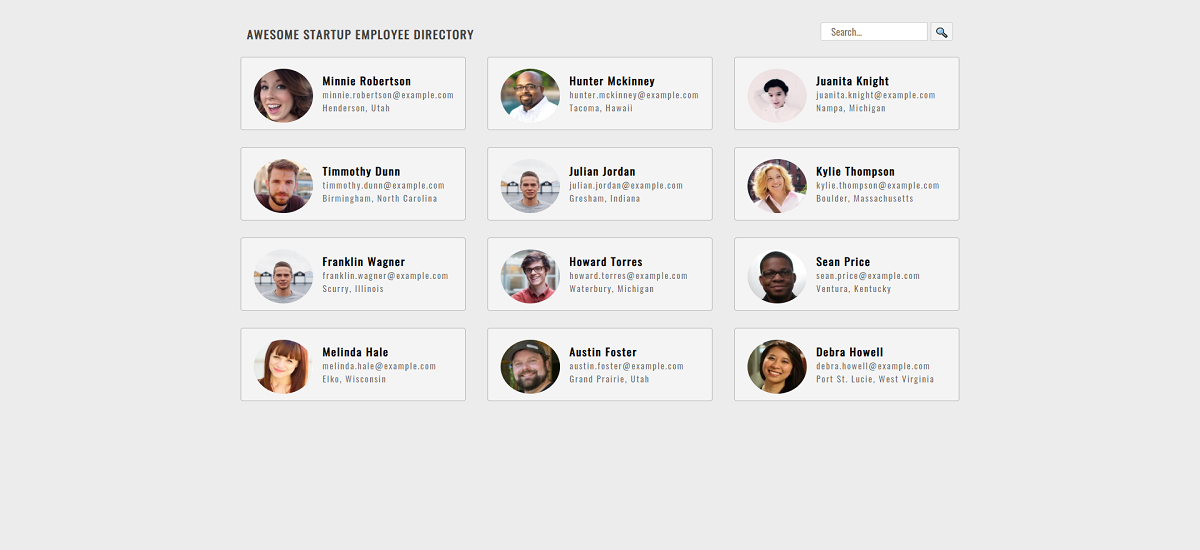 AWESOME STARTUP EMPLOYEE DIRECTORY
Search...
Minnie Robertson
minnie.robertson@example.com
Henderson, Utah
Hunter Mckinney
hunter.mckinney@example.com
Tacoma, Hawaii
Juanita Knight
juanita.knight@example.com
Nampa, Michigan
Timmothy Dunn
timmothy.dunn@example.com
Birmingham, North Carolina
Julian Jordan
julian.jordan@example.com
Gresham, Indiana
Kylie Thompson
kylie.thompson@example.com
Boulder, Massachusetts
Franklin Wagner
franklin.wagner@example.com
Scurry, Illinois
Howard Torres
howard.torres@example.com
Waterbury, Michigan
Sean Price
sean.price@example.com
Ventura, Kentucky
Melinda Hale
melinda.hale@example.com
Elko, Wisconsin
Austin Foster
austin.foster@example.com
Grand Prairie, Utah
Debra Howell
debra.howell@example.com
Port St. Lucie, West Virginia